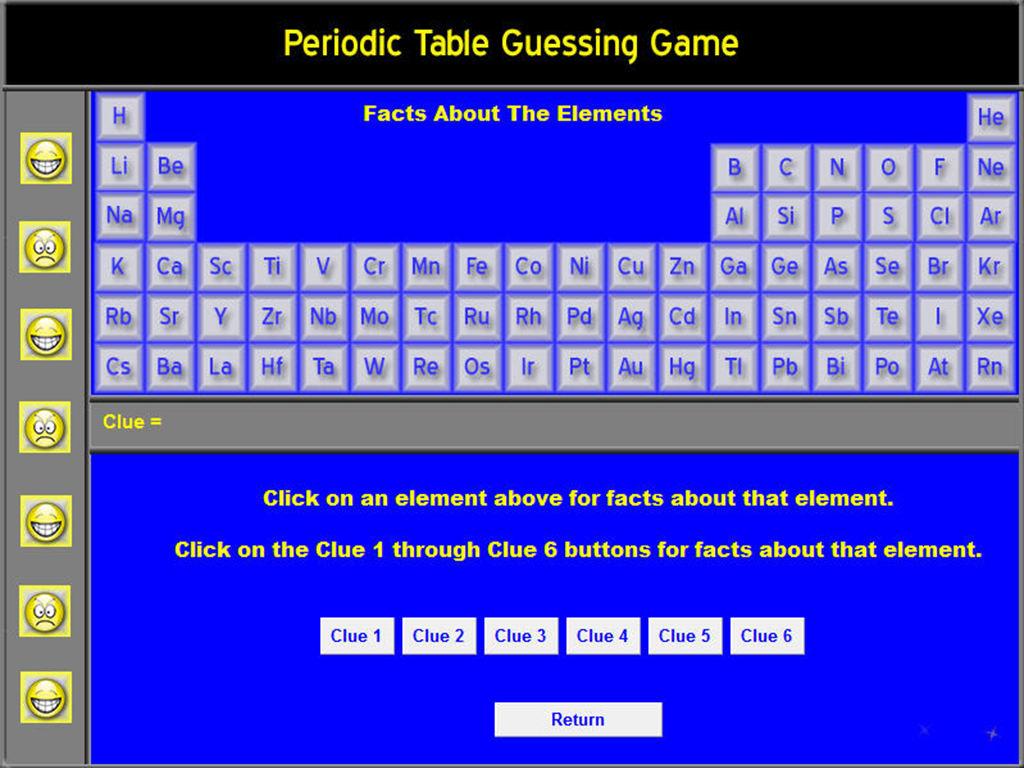 Periodic Table Guessing Game
Facts About The Elements
H He
Li Be B C N O F Ne
Na Mg Al Si P S Cl Ar
K Ca Sc Ti V Cr Mn Fe Co Ni Cu Zn Ga Ge As Se Br Kr
Rb Sr Y Zr Nb Mo Tc Ru Rh Pd Ag Cd In Sn Sb Te I Xe
Cs Ba La Hf Ta W Re Os Ir Pt Au Hg Tl Pb Bi Po At Rn
Clue =
Click on an element above for facts about that element.
Click on the Clue 1 through Clue 6 buttons for facts about that element.
Clue 1 Clue 2 Clue 3 Clue 4 Clue 5 Clue 6
Return